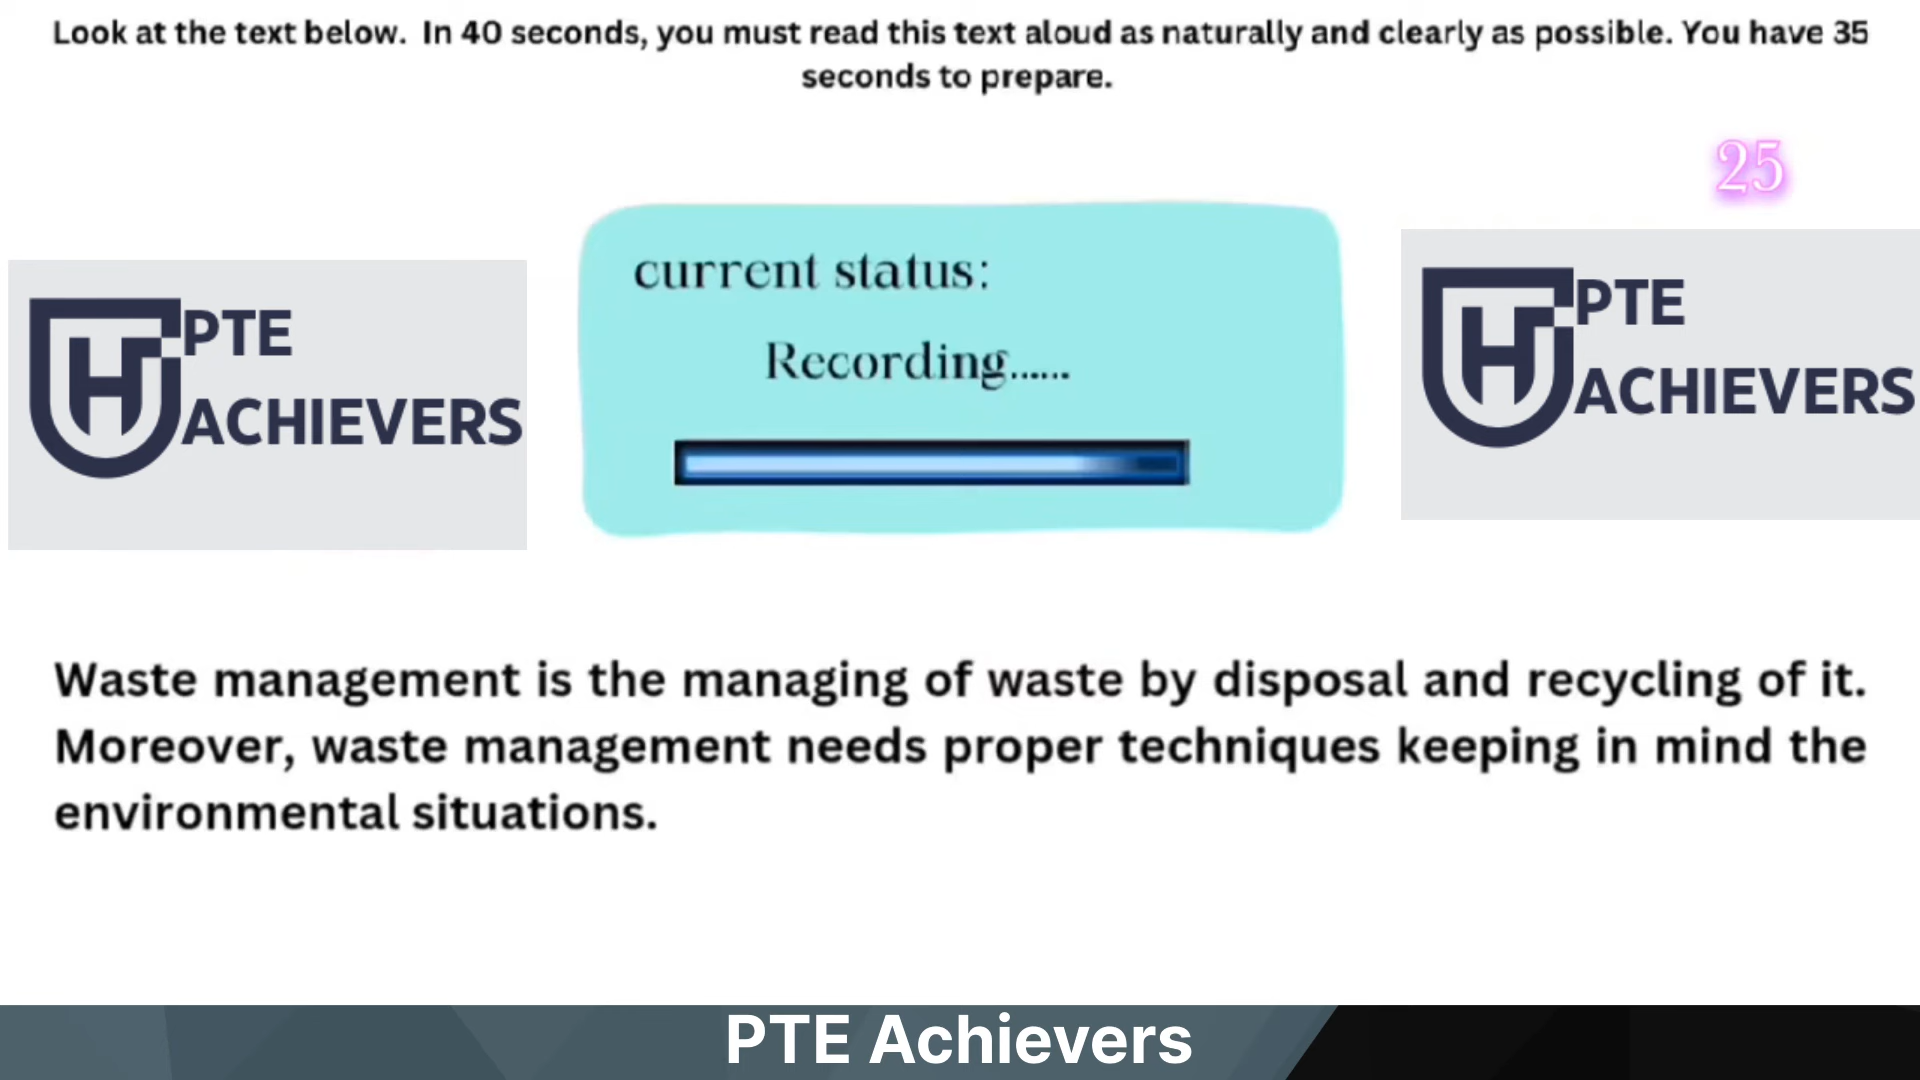 Look at the text below. In 40 seconds, you must read this text aloud as naturally and clearly as possible. You have 35
seconds to prepare.
25
current status:
Recording......
PTE
ACHIEVERS
PTE
ACHIEVERS
Waste management is the managing of waste by disposal and recycling of it.
Moreover, waste management needs proper techniques keeping in mind the
environmental situations.
PTE Achievers